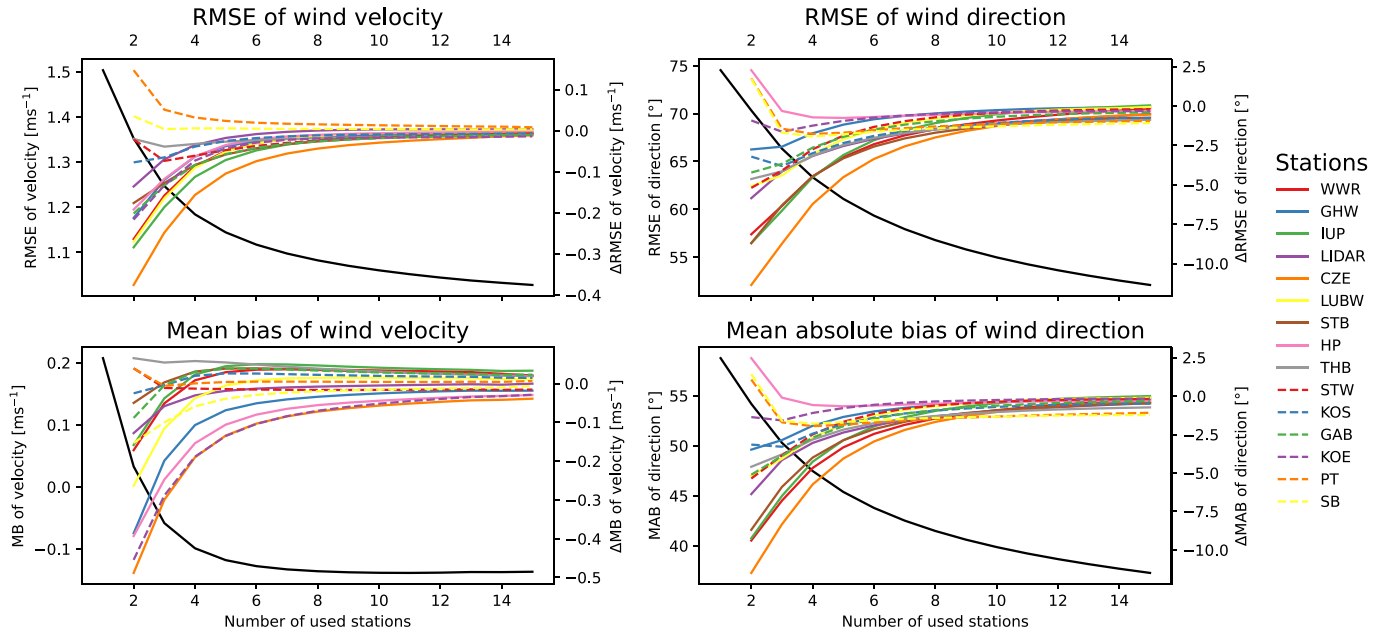 RMSE of wind velocity
2 4 6 8 10 12 14
1.5
1.4
1.3
1.2
1.1
RMSE of velocity [ms⁻¹]
0.1
0.0
−0.1
−0.2
−0.3
−0.4
ΔRMSE of velocity [ms⁻¹]
RMSE of wind direction
2 4 6 8 10 12 14
75
70
65
60
55
RMSE of direction [°]
2.5
0.0
−2.5
−5.0
−7.5
−10.0
ΔRMSE of direction [°]
Mean bias of wind velocity
0.2
0.1
0.0
−0.1
MB of velocity [ms⁻¹]
0.0
−0.1
−0.2
−0.3
−0.4
−0.5
ΔMB of velocity [ms⁻¹]
2 4 6 8 10 12 14
Number of used stations
Mean absolute bias of wind direction
55
50
45
40
MAB of direction [°]
2.5
0.0
−2.5
−5.0
−7.5
−10.0
ΔMAB of direction [°]
2 4 6 8 10 12 14
Number of used stations
Stations
WWR
GHW
IUP
LIDAR
CZE
LUBW
STB
HP
THB
STW
KOS
GAB
KOE
PT
SB